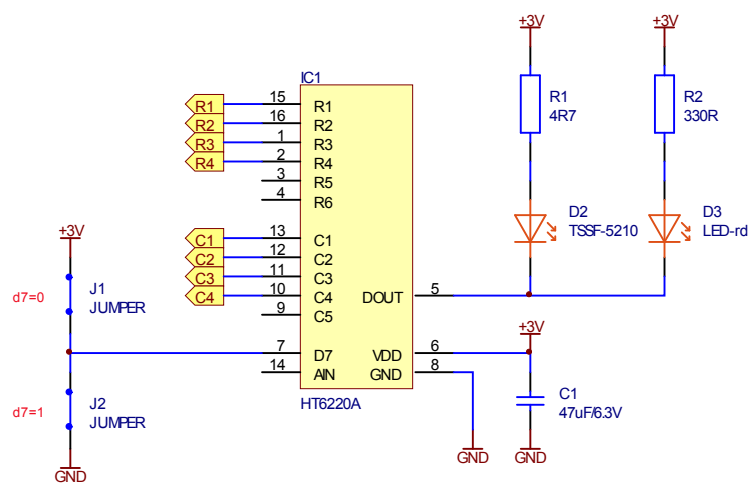 +3V
+3V
IC1
15
R1
R1
16
R2
R2
1
R3
R3
2
R4
R4
3
R5
4
R6
R1
4R7
R2
330R
13
C1
C1
12
C2
C2
11
C3
C3
10
C4
C4
9
C5
DOUT
5
D2
TSSF-5210
D3
LED-rd
+3V
J1
d7=0
JUMPER
7
D7
VDD
6
+3V
14
AIN
GND
8
HT6220A
J2
d7=1
JUMPER
C1
47uF/6.3V
GND
GND
GND